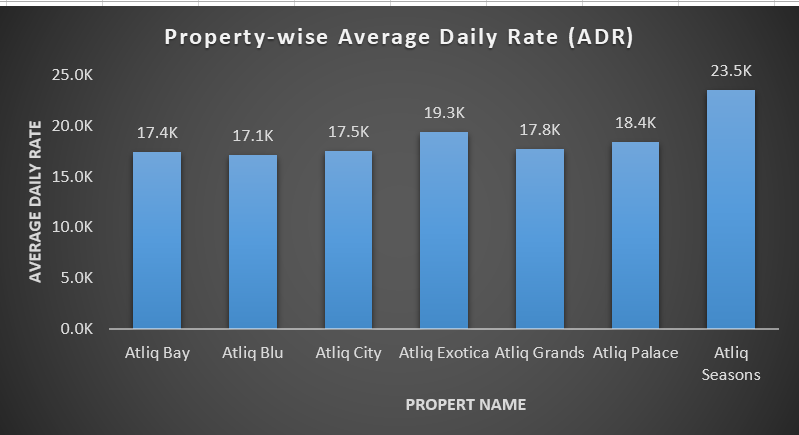 Property-wise Average Daily Rate (ADR)
25.0K
20.0K
15.0K
10.0K
5.0K
0.0K
AVERAGE DAILY RATE
17.4K
17.1K
17.5K
19.3K
17.8K
18.4K
23.5K
Atliq Bay
Atliq Blu
Atliq City
Atliq Exotica
Atliq Grands
Atliq Palace
Atliq
Seasons
PROPERT NAME